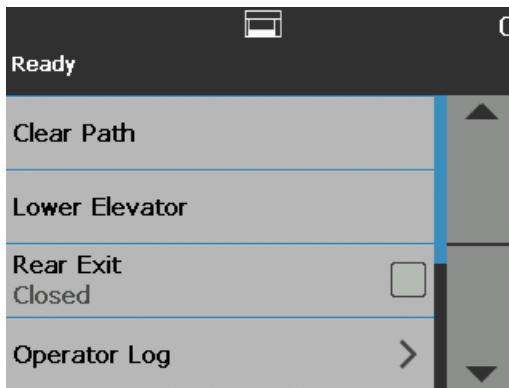 Ready
Clear Path
Lower Elevator
Rear Exit
Closed
Operator Log